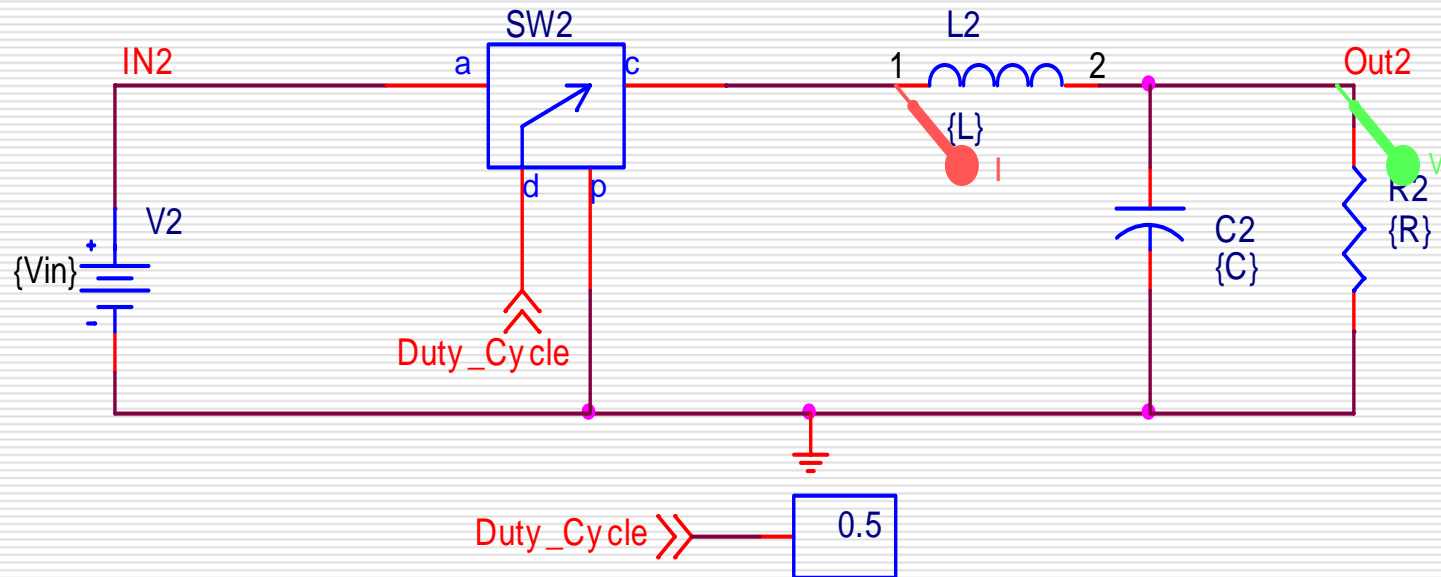 SW2
L2
IN2
a
c
1
2
Out2
{L}
I
V
d
p
V2
R2
{R}
C2
{C}
+
{Vin}
-
Duty_Cycle
Duty_Cycle
0.5